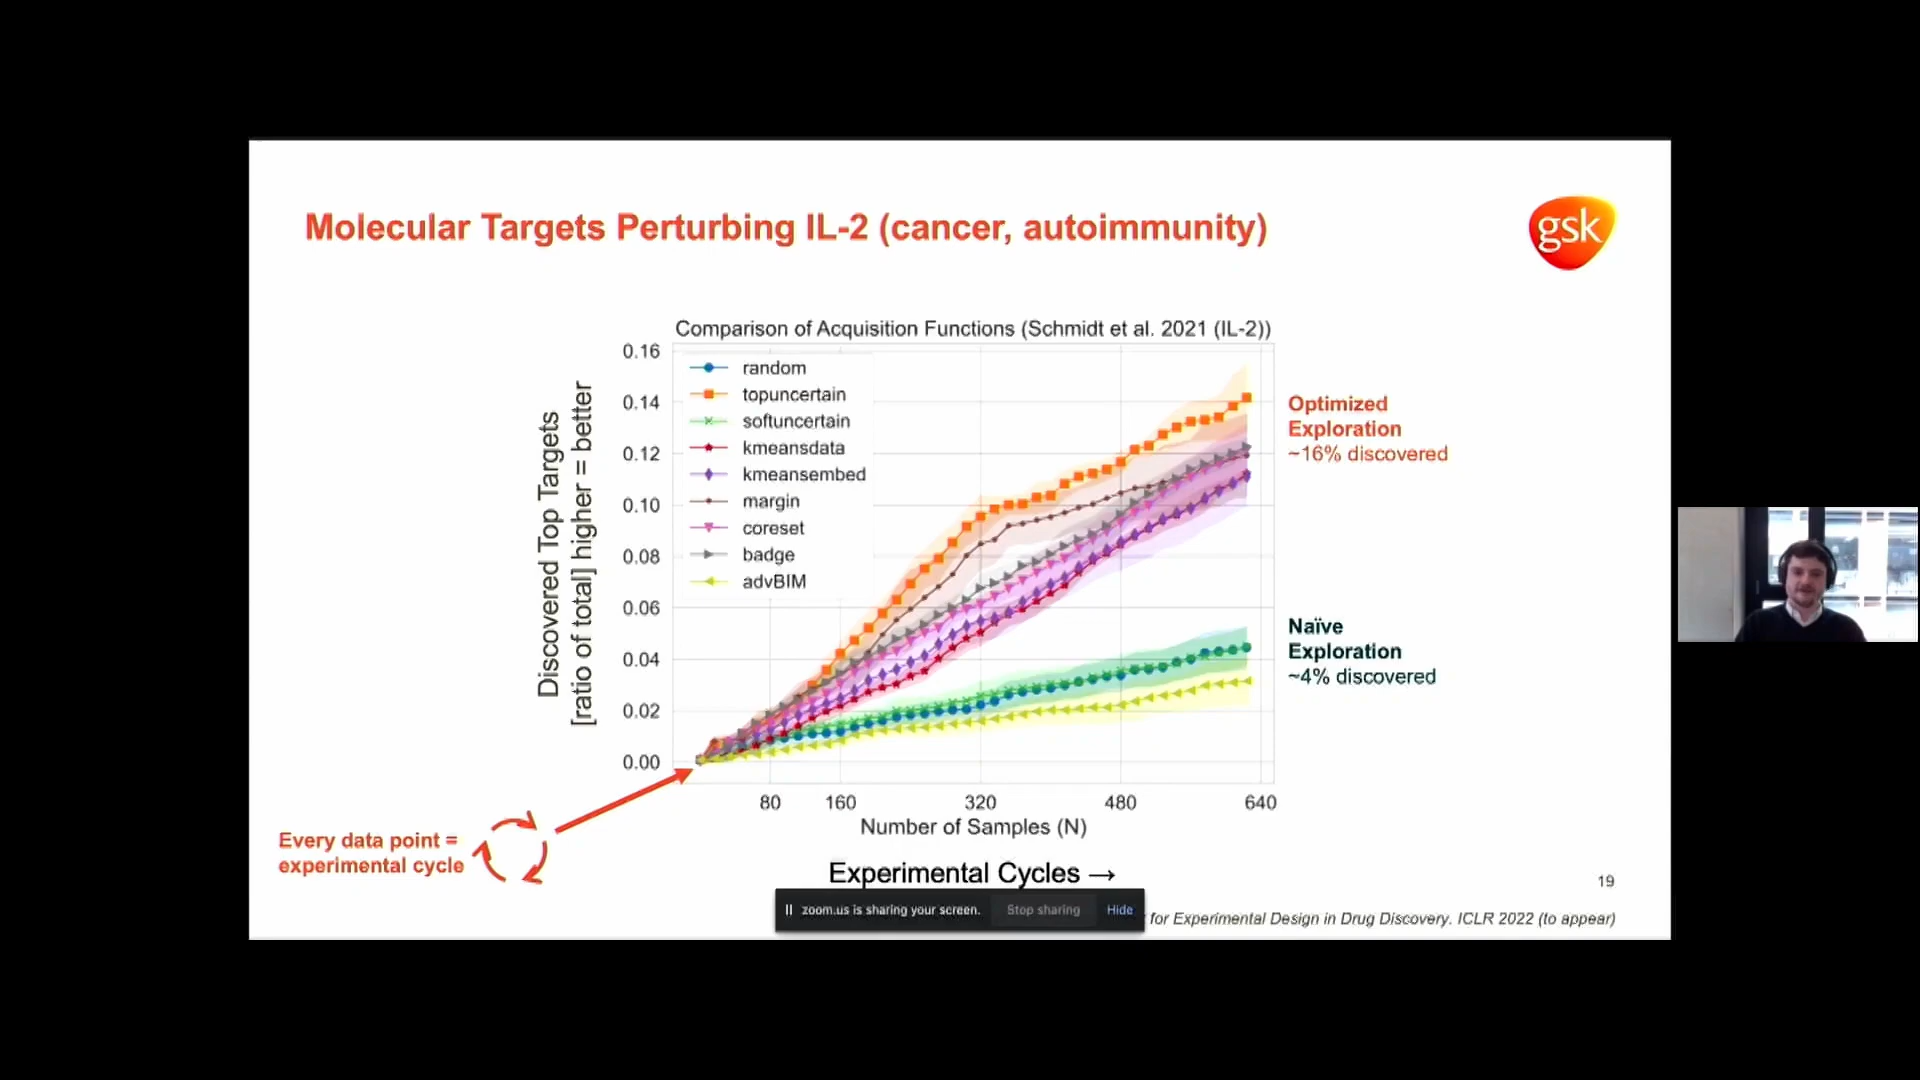 Molecular Targets Perturbing IL-2 (cancer, autoimmunity)
gsk
Comparison of Acquisition Functions (Schmidt et al. 2021 (IL-2))
Discovered Top Targets
[ratio of total] higher = better
0.16
0.14
0.12
0.10
0.08
0.06
0.04
0.02
0.00
random
topuncertain
softuncertain
kmeansdata
kmeansembed
margin
coreset
badge
advBIM
Optimized
Exploration
~16% discovered
Naïve
Exploration
~4% discovered
80 160 320 480 640
Number of Samples (N)
Every data point =
experimental cycle
Experimental Cycles →
19
zoom.us is sharing your screen. Stop sharing Hide
for Experimental Design in Drug Discovery. ICLR 2022 (to appear)